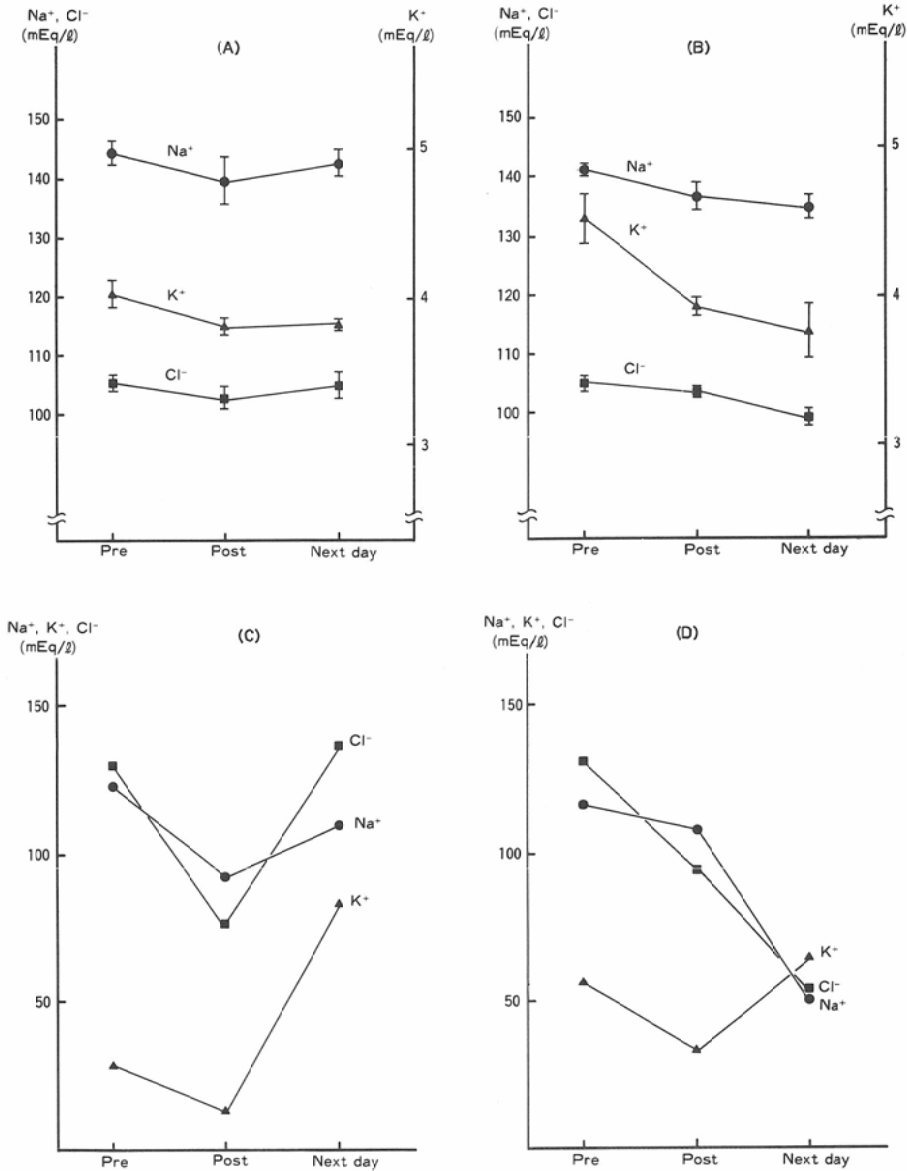 Na⁺, Cl⁻
(mEq/ℓ)
(A)
K⁺
(mEq/ℓ)
150
140
130
120
110
100
5
4
3
Na⁺
K⁺
Cl⁻
Pre
Post
Next day
Na⁺, Cl⁻
(mEq/ℓ)
(B)
K⁺
(mEq/ℓ)
150
140
130
120
110
100
5
4
3
Na⁺
K⁺
Cl⁻
Pre
Post
Next day
Na⁺, K⁺, Cl⁻
(mEq/ℓ)
(C)
150
100
50
Cl⁻
Na⁺
K⁺
Pre
Post
Next day
Na⁺, K⁺, Cl⁻
(mEq/ℓ)
(D)
150
100
50
K⁺
Cl⁻
Na⁺
Pre
Post
Next day